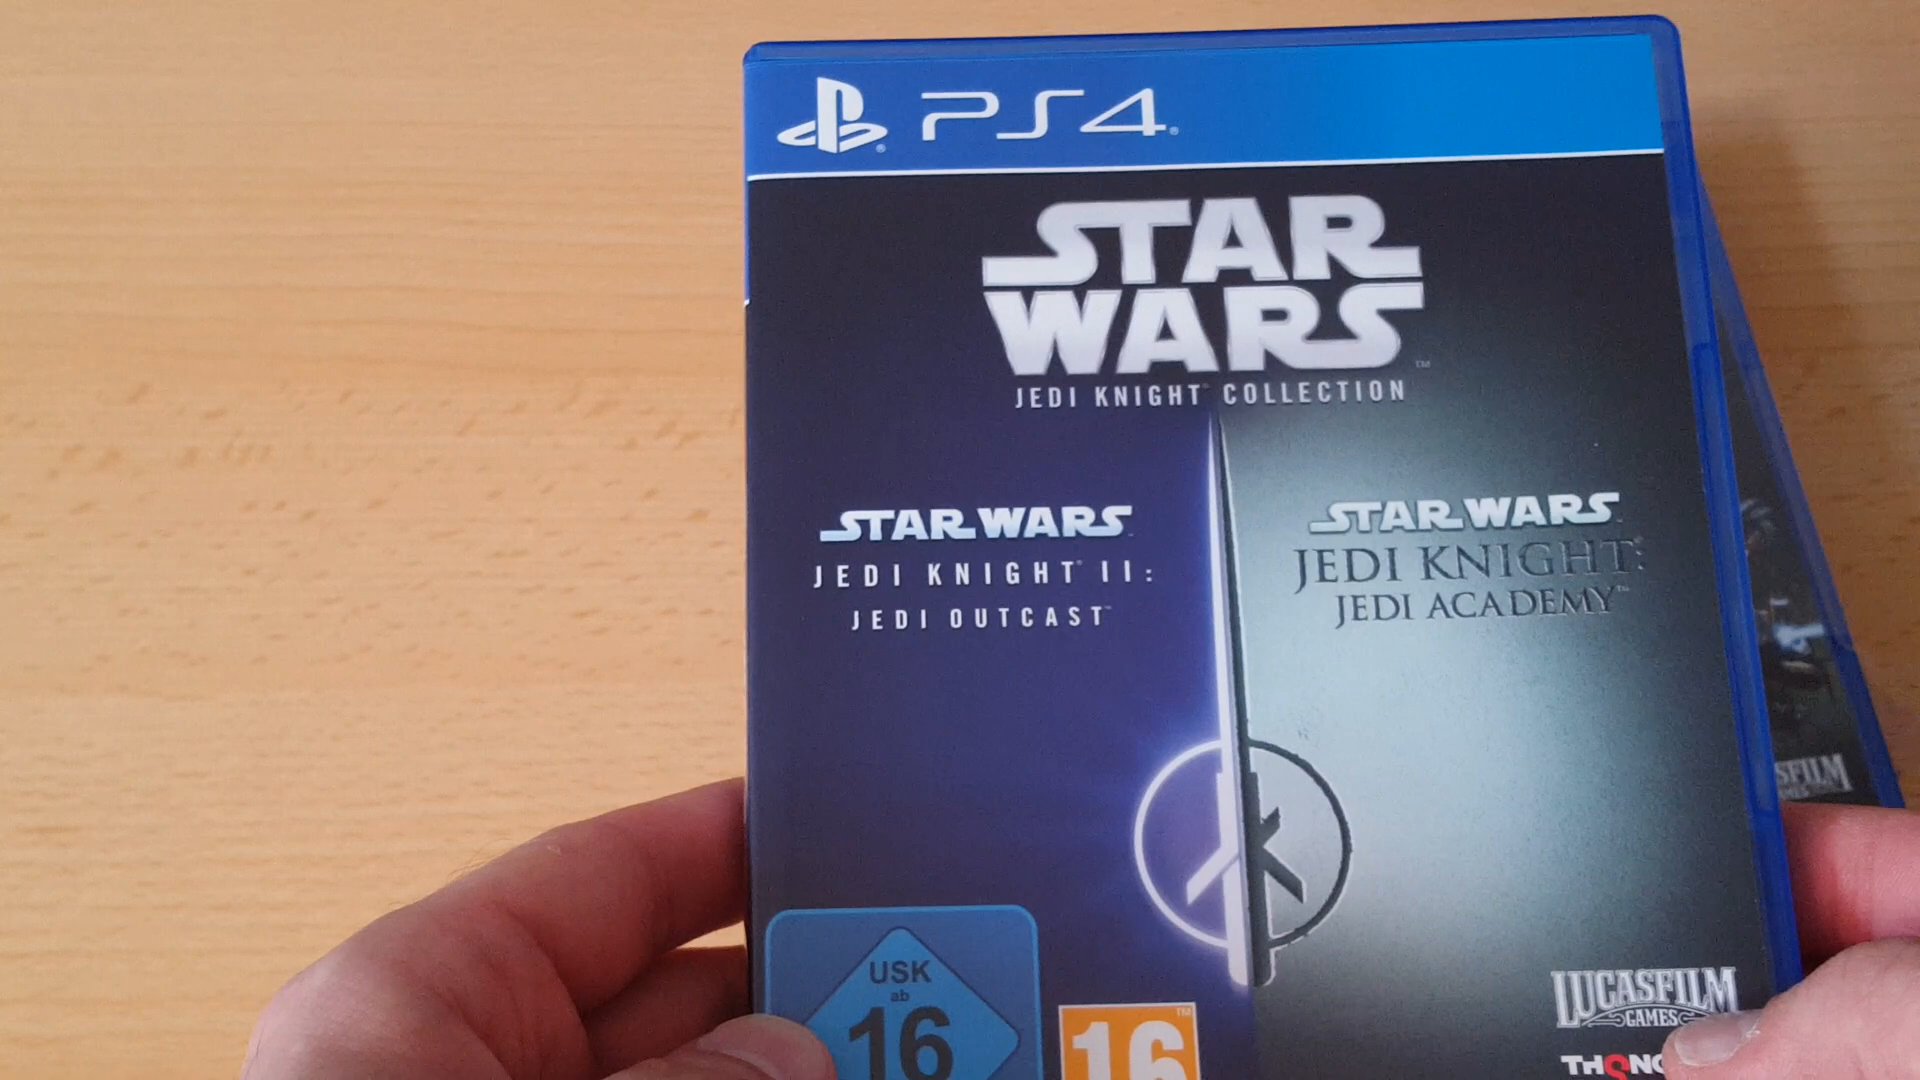 PS4
STAR
WARS
JEDI KNIGHT COLLECTION
STAR WARS
JEDI KNIGHT II:
JEDI OUTCAST
STAR WARS
JEDI KNIGHT:
JEDI ACADEMY
USK
ab
16
16
LUCASFILM
GAMES